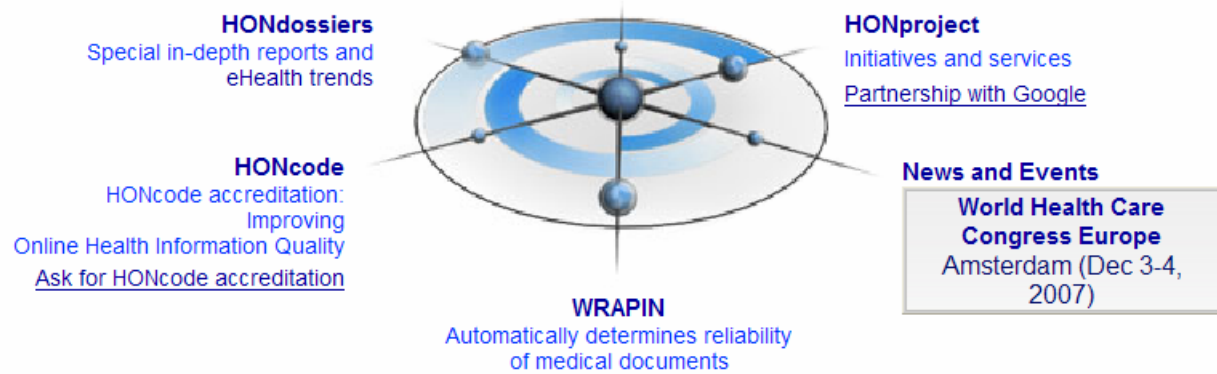 HONdossiers
Special in-depth reports and
eHealth trends
HONproject
Initiatives and services
Partnership with Google
HONcode
HONcode accreditation:
Improving
Online Health Information Quality
Ask for HONcode accreditation
News and Events
World Health Care
Congress Europe
Amsterdam (Dec 3-4,
2007)
WRAPIN
Automatically determines reliability
of medical documents